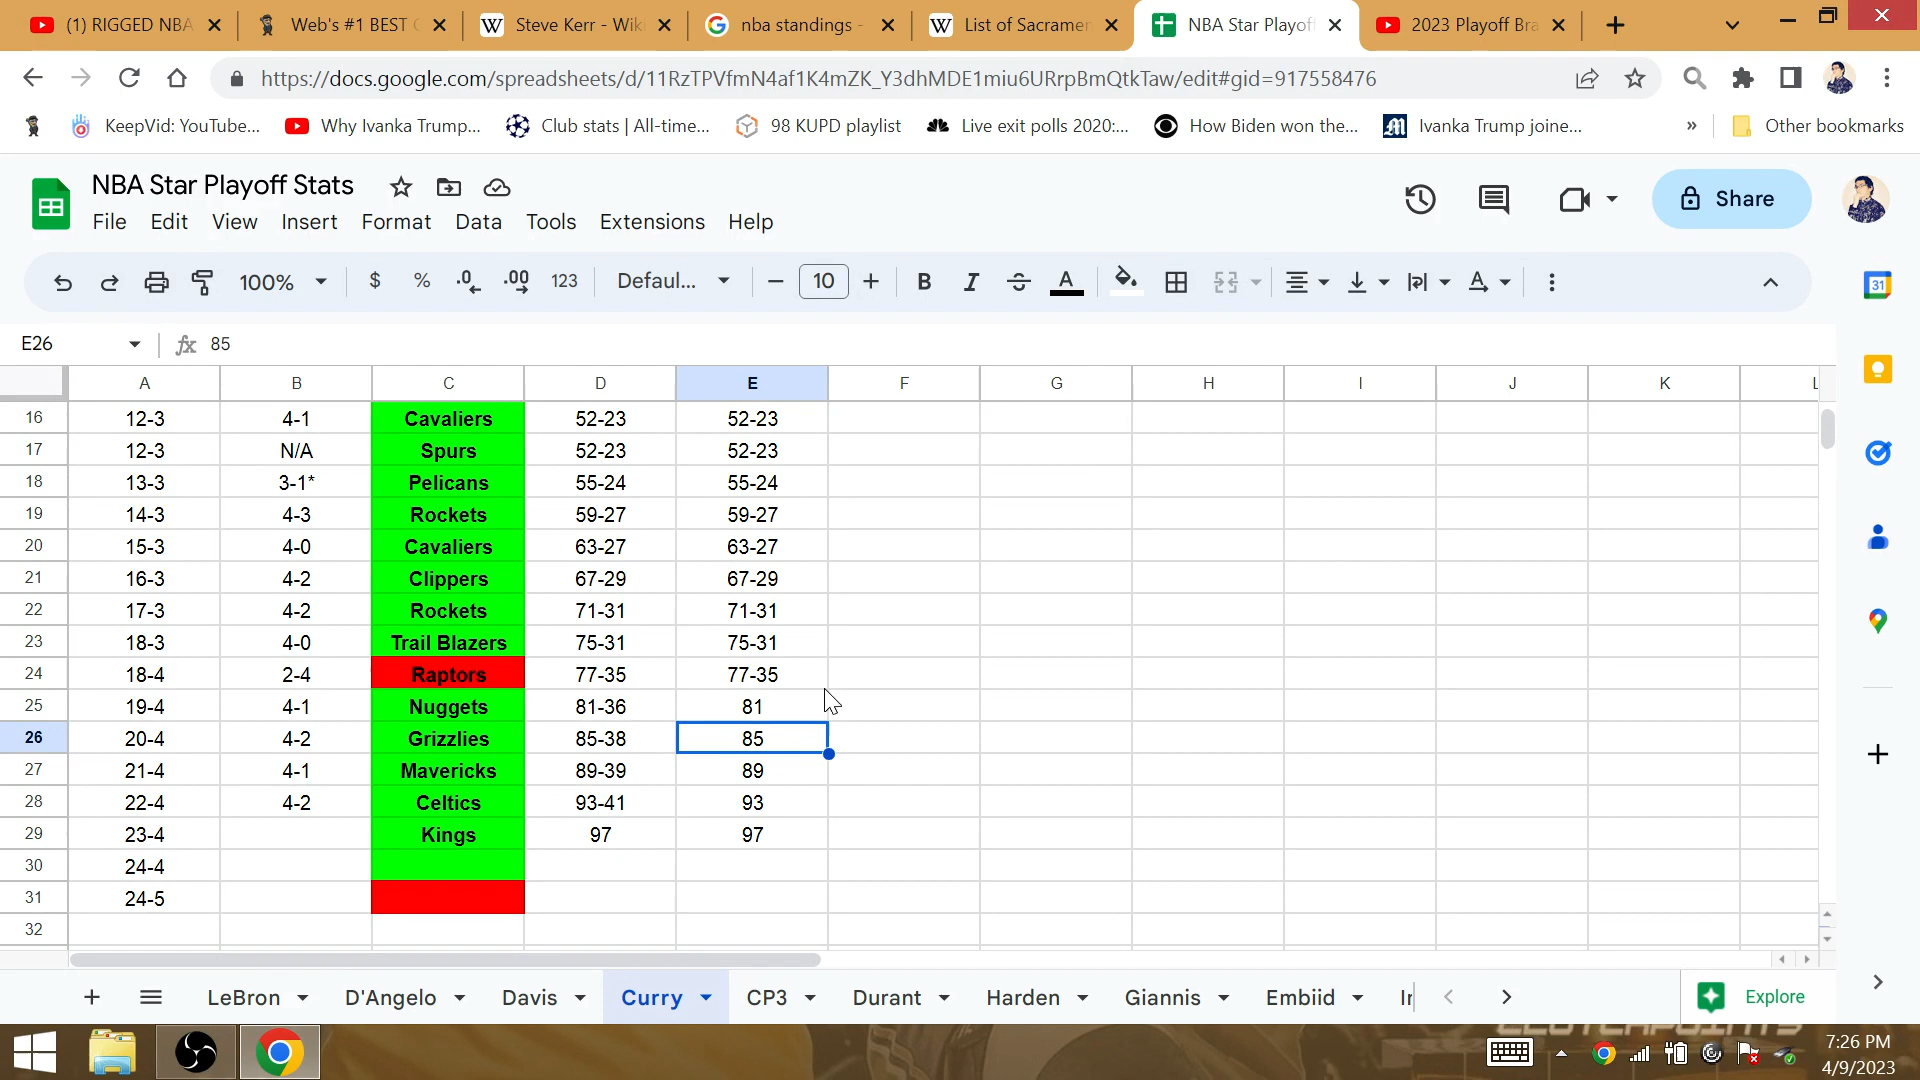 (1) RIGGED NBA
Web's #1 BEST
Steve Kerr - Wiki
nba standings -
List of Sacramen
NBA Star Playoff
2023 Playoff Bra
https://docs.google.com/spreadsheets/d/11RzTPVfmN4af1K4mZK_Y3dhMDE1miu6URrpBmQtkTaw/edit#gid=917558476
KeepVid: YouTube... Why Ivanka Trump... Club stats | All-time... 98 KUPD playlist Live exit polls 2020:... How Biden won the... Ivanka Trump joine... » Other bookmarks
NBA Star Playoff Stats
File Edit View Insert Format Data Tools Extensions Help
Share
100% $ % .0 .00 123 Defaul... 10 B I S A
E26 fx 85
A B C D E F G H I J K L
16 12-3 4-1 Cavaliers 52-23 52-23
17 12-3 N/A Spurs 52-23 52-23
18 13-3 3-1* Pelicans 55-24 55-24
19 14-3 4-3 Rockets 59-27 59-27
20 15-3 4-0 Cavaliers 63-27 63-27
21 16-3 4-2 Clippers 67-29 67-29
22 17-3 4-2 Rockets 71-31 71-31
23 18-3 4-0 Trail Blazers 75-31 75-31
24 18-4 2-4 Raptors 77-35 77-35
25 19-4 4-1 Nuggets 81-36 81
26 20-4 4-2 Grizzlies 85-38 85
27 21-4 4-1 Mavericks 89-39 89
28 22-4 4-2 Celtics 93-41 93
29 23-4 Kings 97 97
30 24-4
31 24-5
32
LeBron D'Angelo Davis Curry CP3 Durant Harden Giannis Embiid Explore
31
CLUTCHPOINTS
7:26 PM
4/9/2023